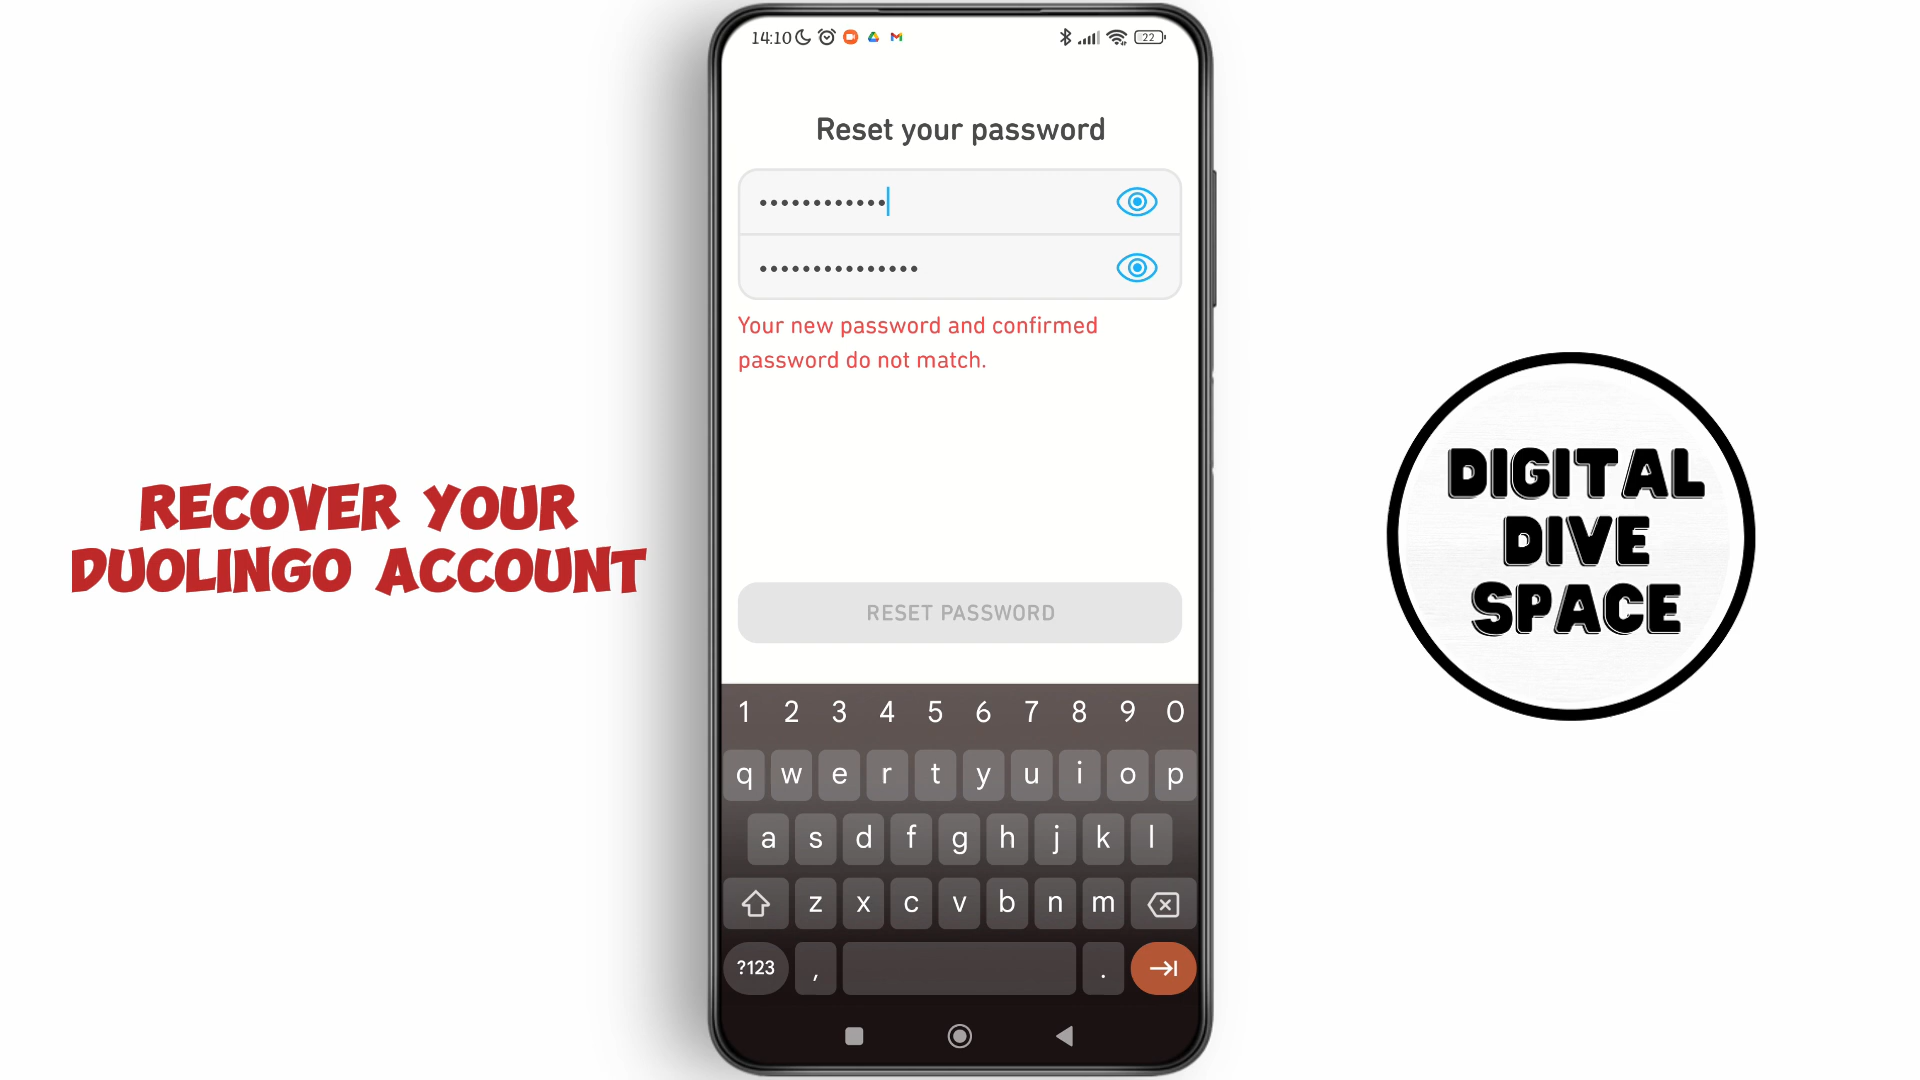 14:10
22
Reset your password
••••••••••••
•••••••••••••••
Your new password and confirmed
password do not match.
RESET PASSWORD
RECOVER YOUR
DUOLINGO ACCOUNT
DIGITAL
DIVE
SPACE
1 2 3 4 5 6 7 8 9 0
q w e r t y u i o p
a s d f g h j k l
z x c v b n m
?123 , .